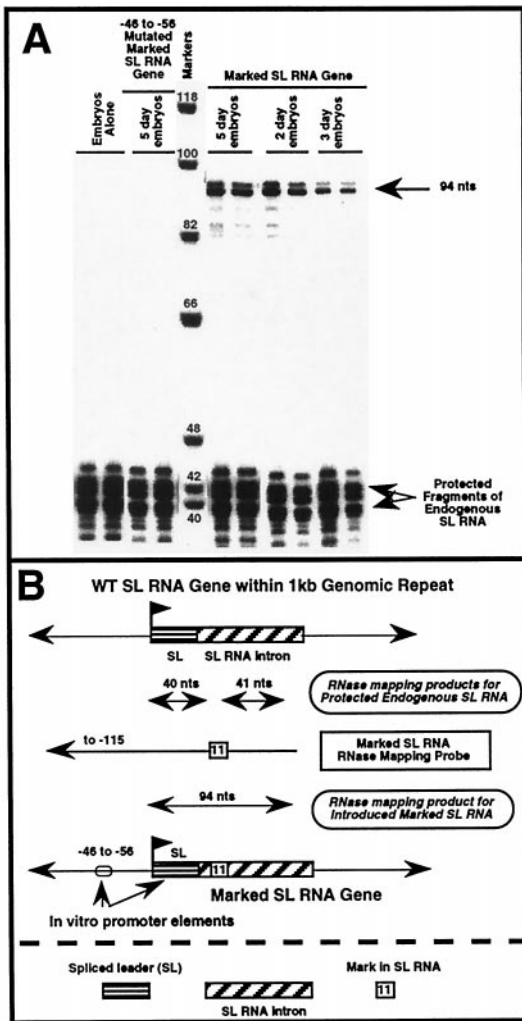 A
-46 to -56
Mutated
Marked
SL RNA
Gene
Markers
Marked SL RNA Gene
Embryos
Alone
5 day
embryos
5 day
embryos
2 day
embryos
3 day
embryos
118
100
94 nts
82
66
48
42
40
Protected
Fragments of
Endogenous
SL RNA
B
WT SL RNA Gene within 1kb Genomic Repeat
SL
SL RNA Intron
40 nts
41 nts
RNase mapping products for
Protected Endogenous SL RNA
to -115
11
Marked SL RNA
RNase Mapping Probe
94 nts
RNase mapping product for
Introduced Marked SL RNA
-46 to -56
SL
11
Marked SL RNA Gene
In vitro promoter elements
Spliced leader (SL)
SL RNA Intron
Mark in SL RNA
11